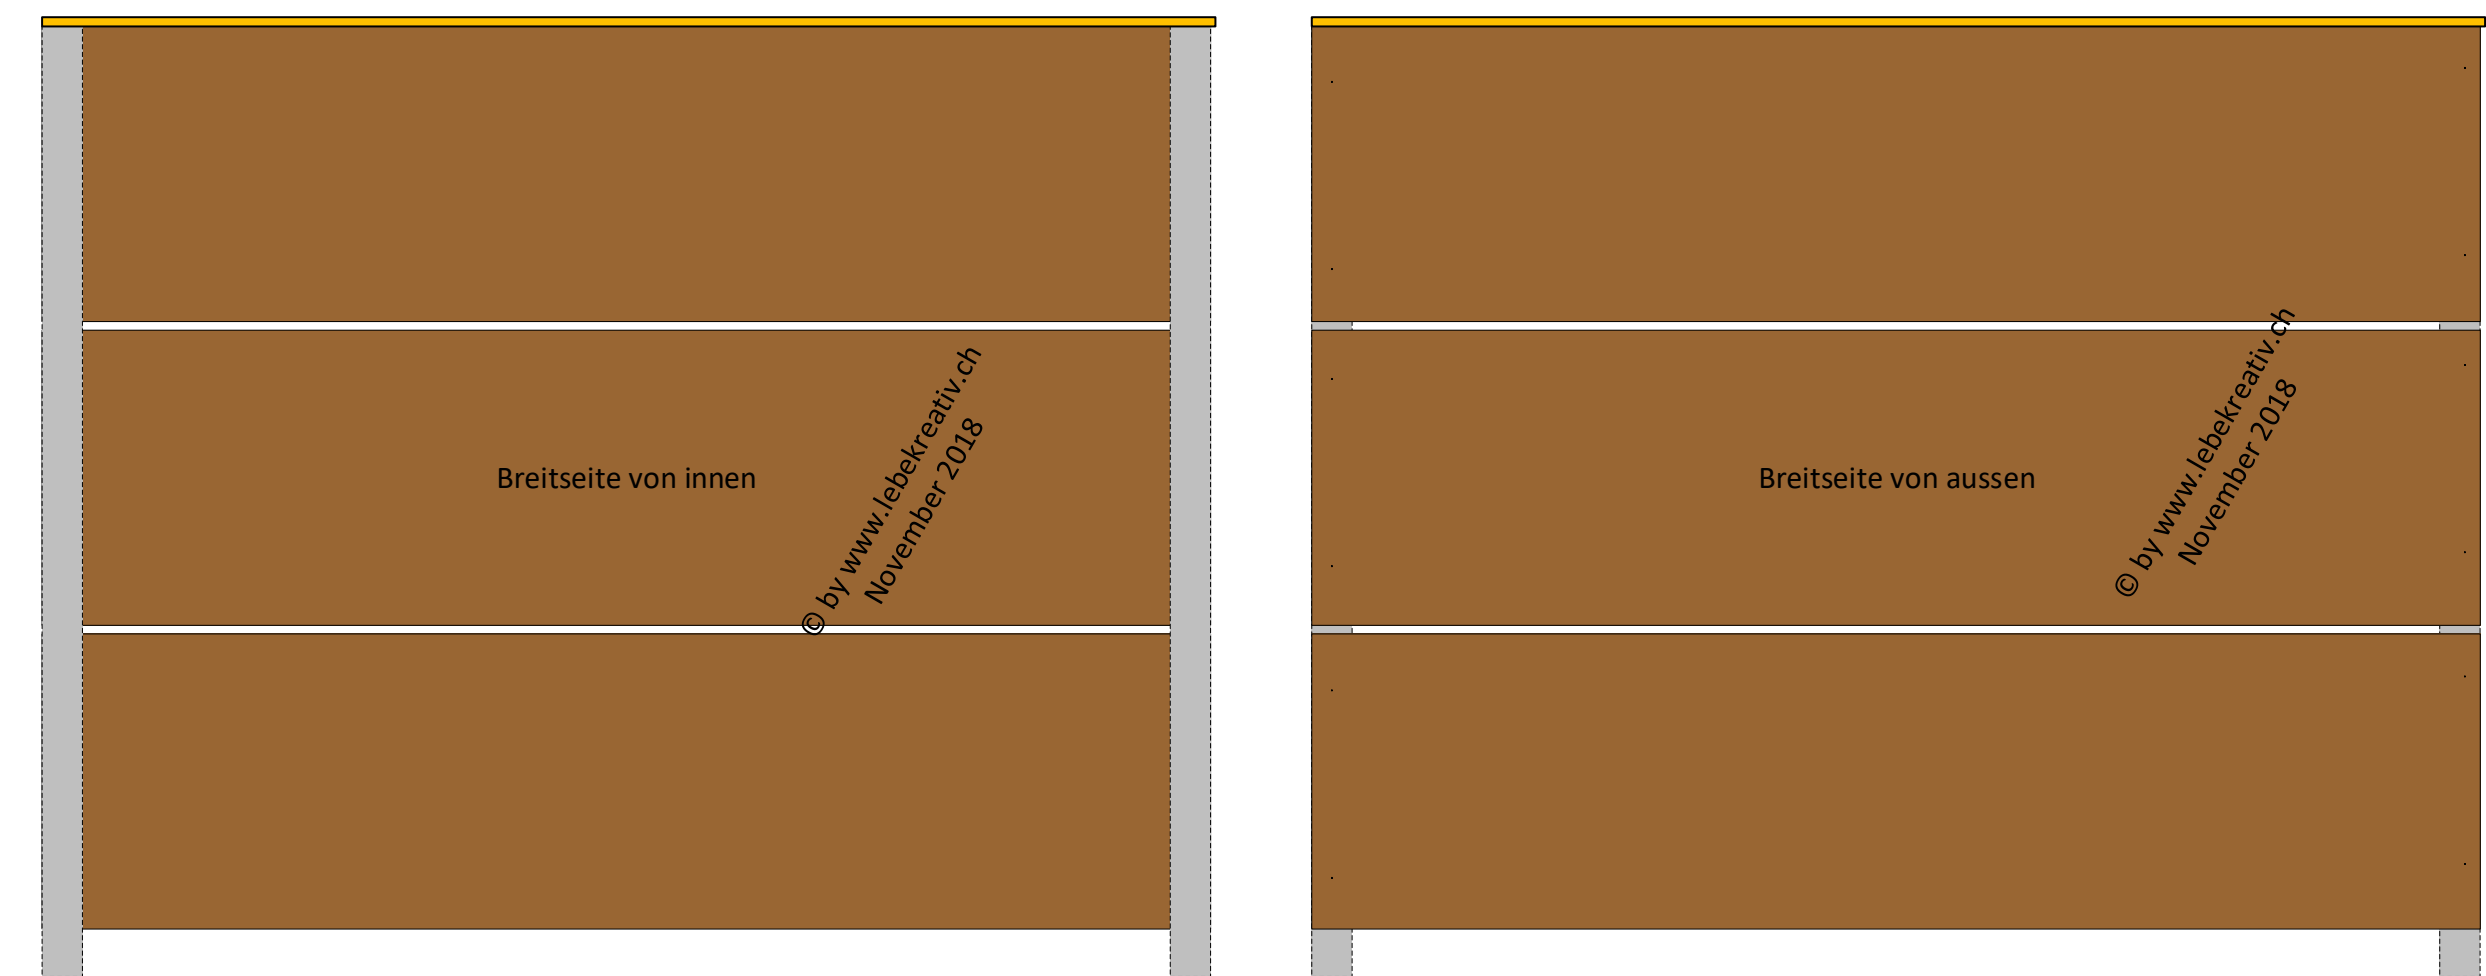 Breitseite von innen
© by www.lebekreativ.ch
November 2018
Breitseite von aussen
© by www.lebekreativ.ch
November 2018